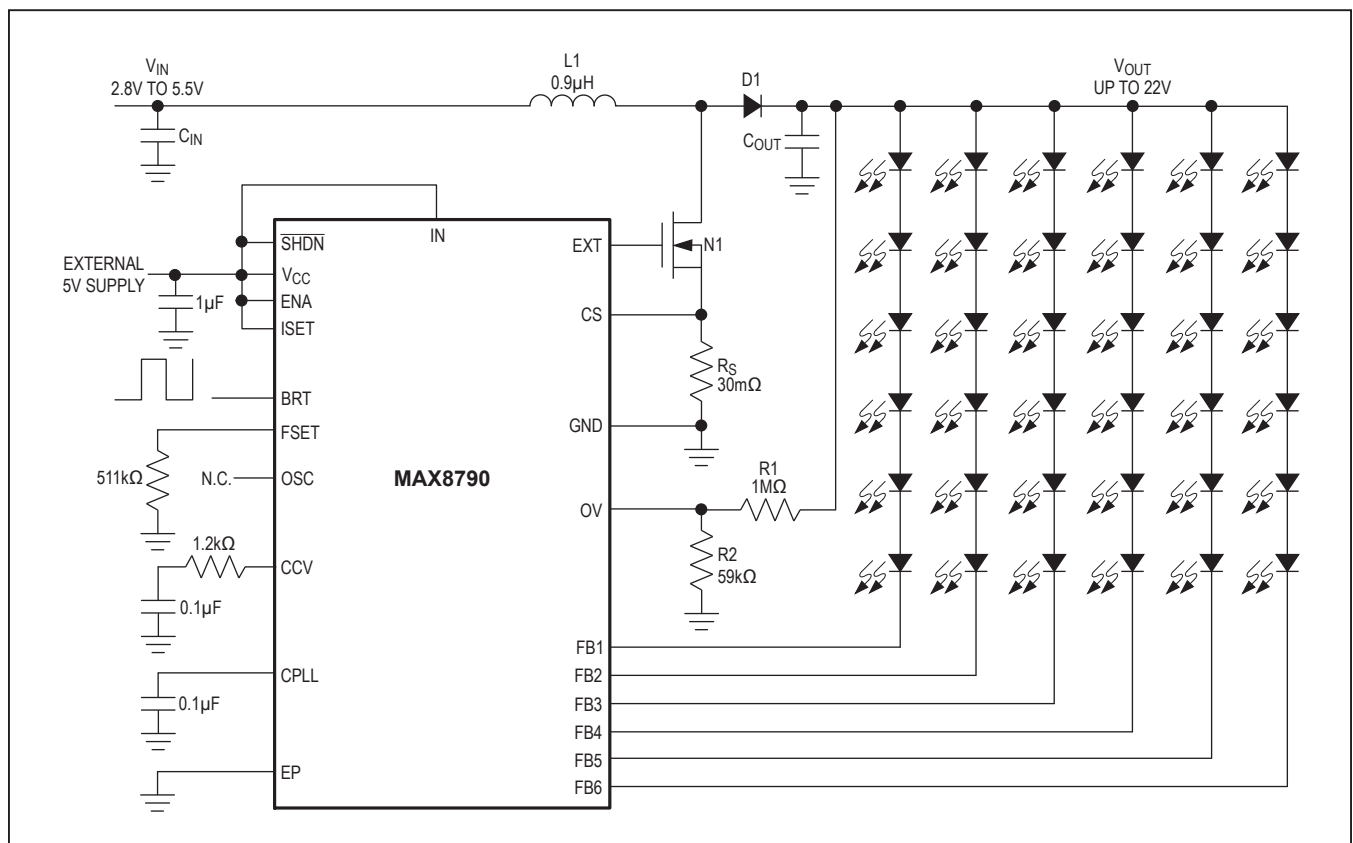 V_IN
2.8V TO 5.5V
L1
0.9µH
D1
V_OUT
UP TO 22V
C_IN
C_OUT
IN
SHDN
EXT
N1
EXTERNAL
5V SUPPLY
V_CC
1µF
ENA
CS
ISET
R_S
30mΩ
BRT
GND
FSET
511kΩ
N.C.
OSC
MAX8790
R1
1MΩ
OV
1.2kΩ
CCV
R2
59kΩ
0.1µF
FB1
CPLL
FB2
0.1µF
FB3
FB4
FB5
EP
FB6